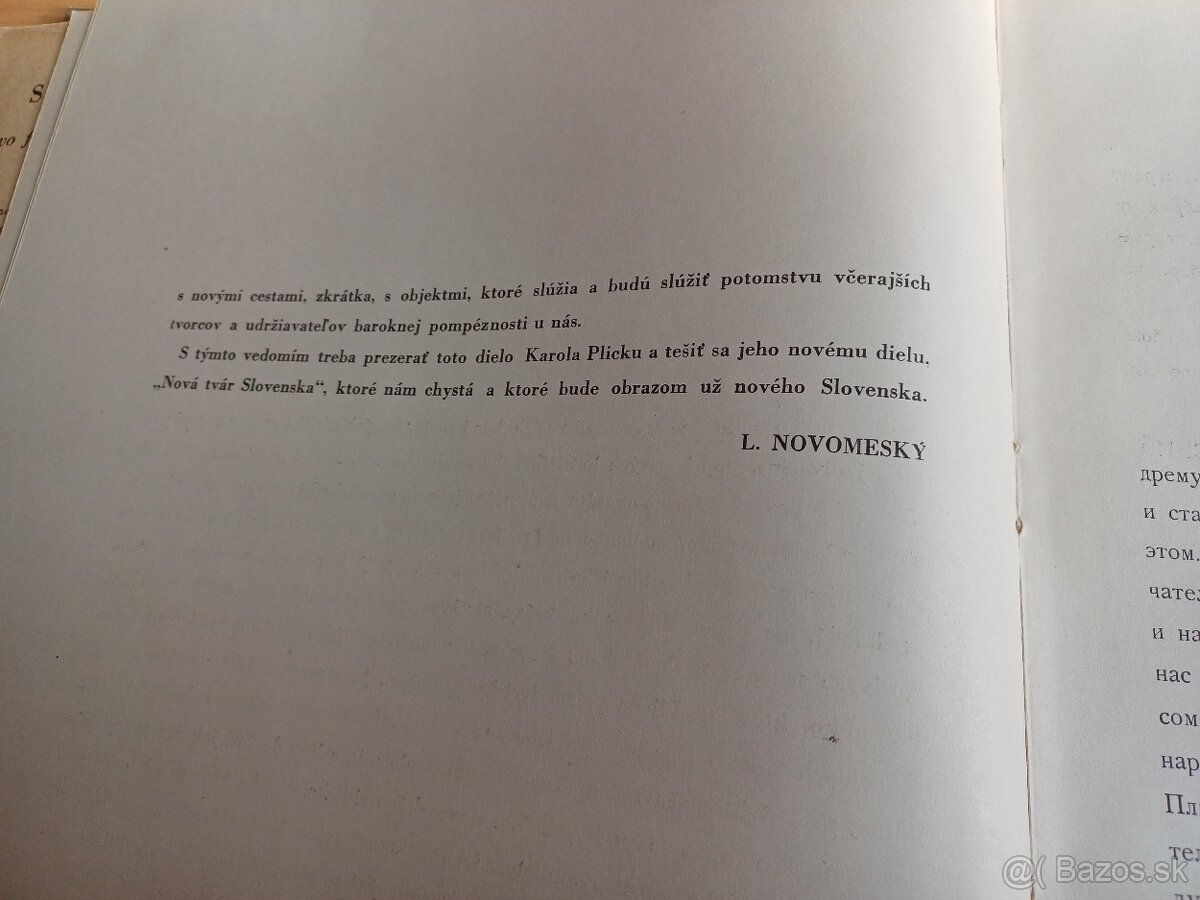 S
s novými cestami, zkrátka, s objektmi, ktoré slúžia a budú slúžiť potomstvu včerajších
tvorcov a udržiavateľov baroknej pompéznosti u nás.
S týmto vedomím treba prezerať toto dielo Karola Plicku a tešiť sa jeho novému dielu.
„Nová tvár Slovenska“, ktoré nám chystá a ktoré bude obrazom už nového Slovenska.
L. NOVOMESKÝ
дрему
и ста
этом.
чател
и на
нас
сом
нар
Пл
тел
@( Bazos.sk